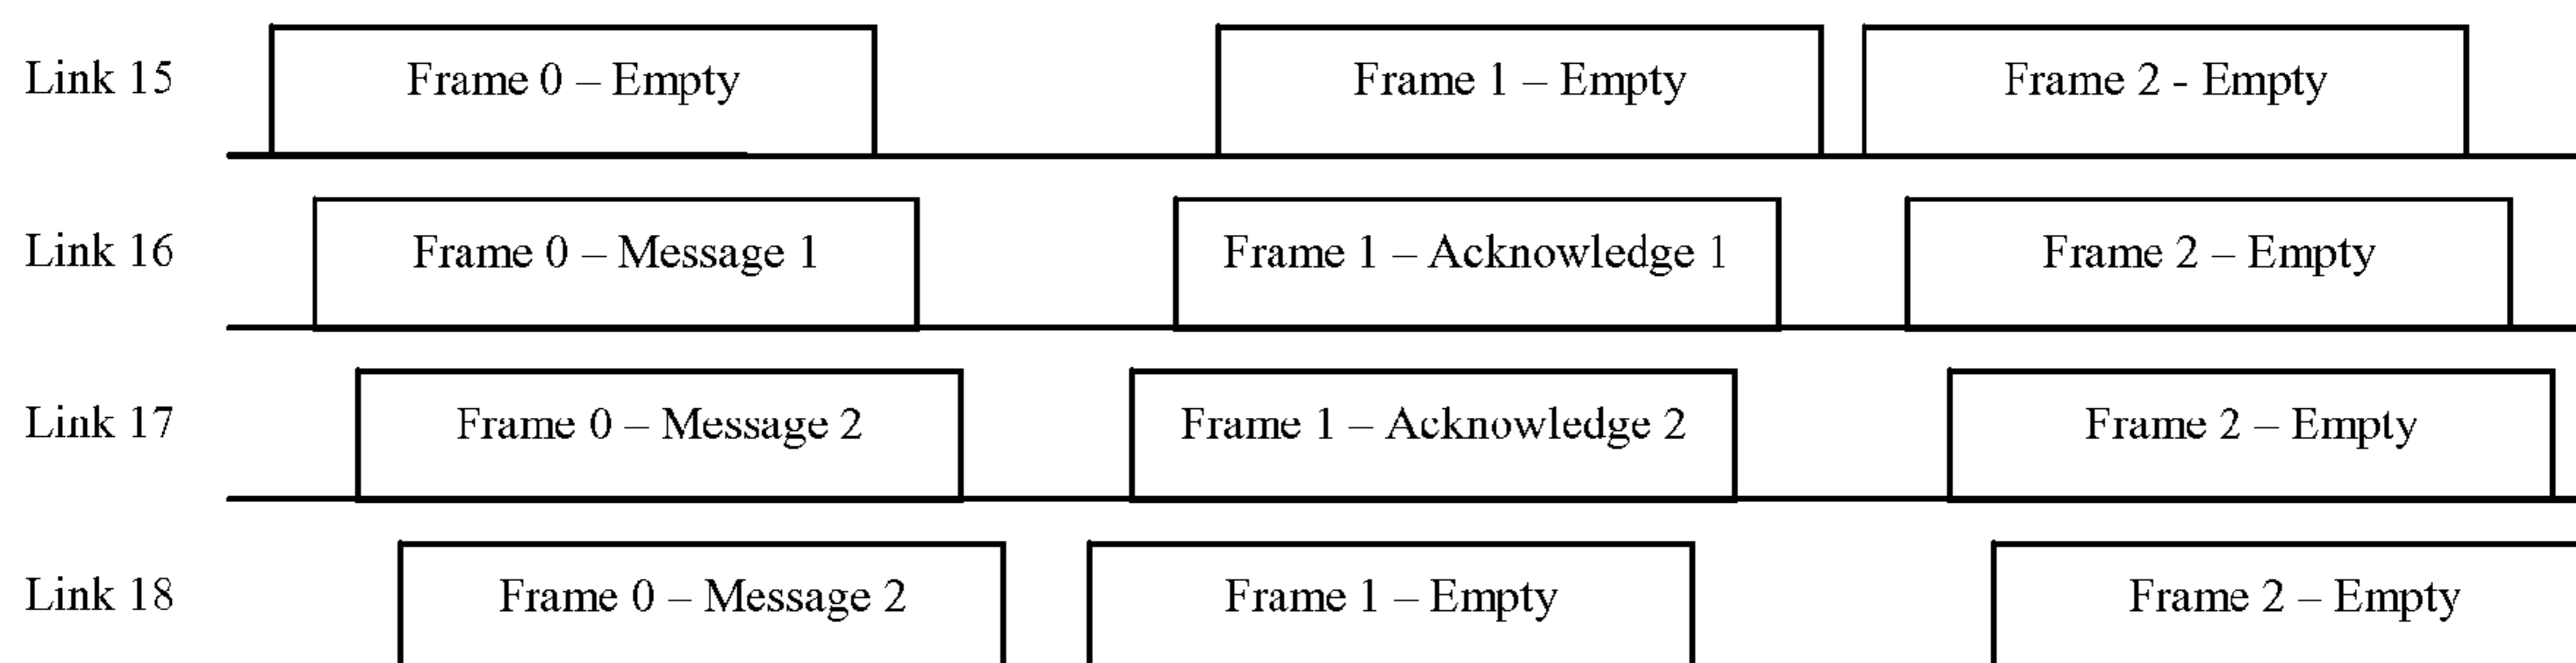 Link 15 Frame 0 – Empty Frame 1 – Empty Frame 2 - Empty
Link 16 Frame 0 – Message 1 Frame 1 – Acknowledge 1 Frame 2 – Empty
Link 17 Frame 0 – Message 2 Frame 1 – Acknowledge 2 Frame 2 – Empty
Link 18 Frame 0 – Message 2 Frame 1 – Empty Frame 2 – Empty